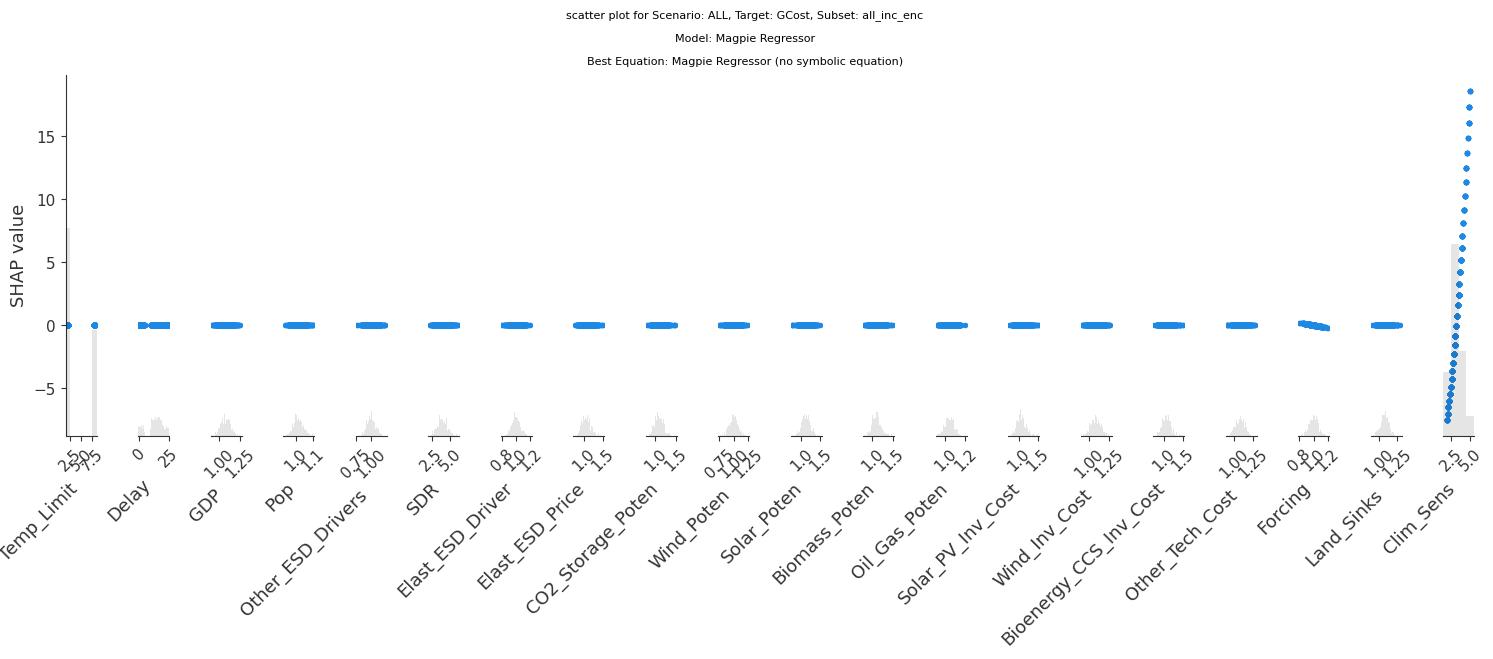 scatter plot for Scenario: ALL, Target: GCost, Subset: all_inc_enc
Model: Magpie Regressor
Best Equation: Magpie Regressor (no symbolic equation)
SHAP value
15
10
5
0
−5
2.5 5.0 7.5
0 25
1.00 1.25
1.0 1.1
0.75 1.00
2.5 5.0
0.8 1.0 1.2
1.0 1.5
1.0 1.5
0.75 1.00 1.25
1.0 1.5
1.0 1.5
1.0 1.2
1.0 1.5
1.00 1.25
1.0 1.5
1.00 1.25
0.8 1.0 1.2
1.00 1.25
2.5 5.0
Temp_Limit
Delay
GDP
Pop
Other_ESD_Drivers
SDR
Elast_ESD_Driver
Elast_ESD_Price
CO2_Storage_Poten
Wind_Poten
Solar_Poten
Biomass_Poten
Oil_Gas_Poten
Solar_PV_Inv_Cost
Wind_Inv_Cost
Bioenergy_CCS_Inv_Cost
Other_Tech_Cost
Forcing
Land_Sinks
Clim_Sens